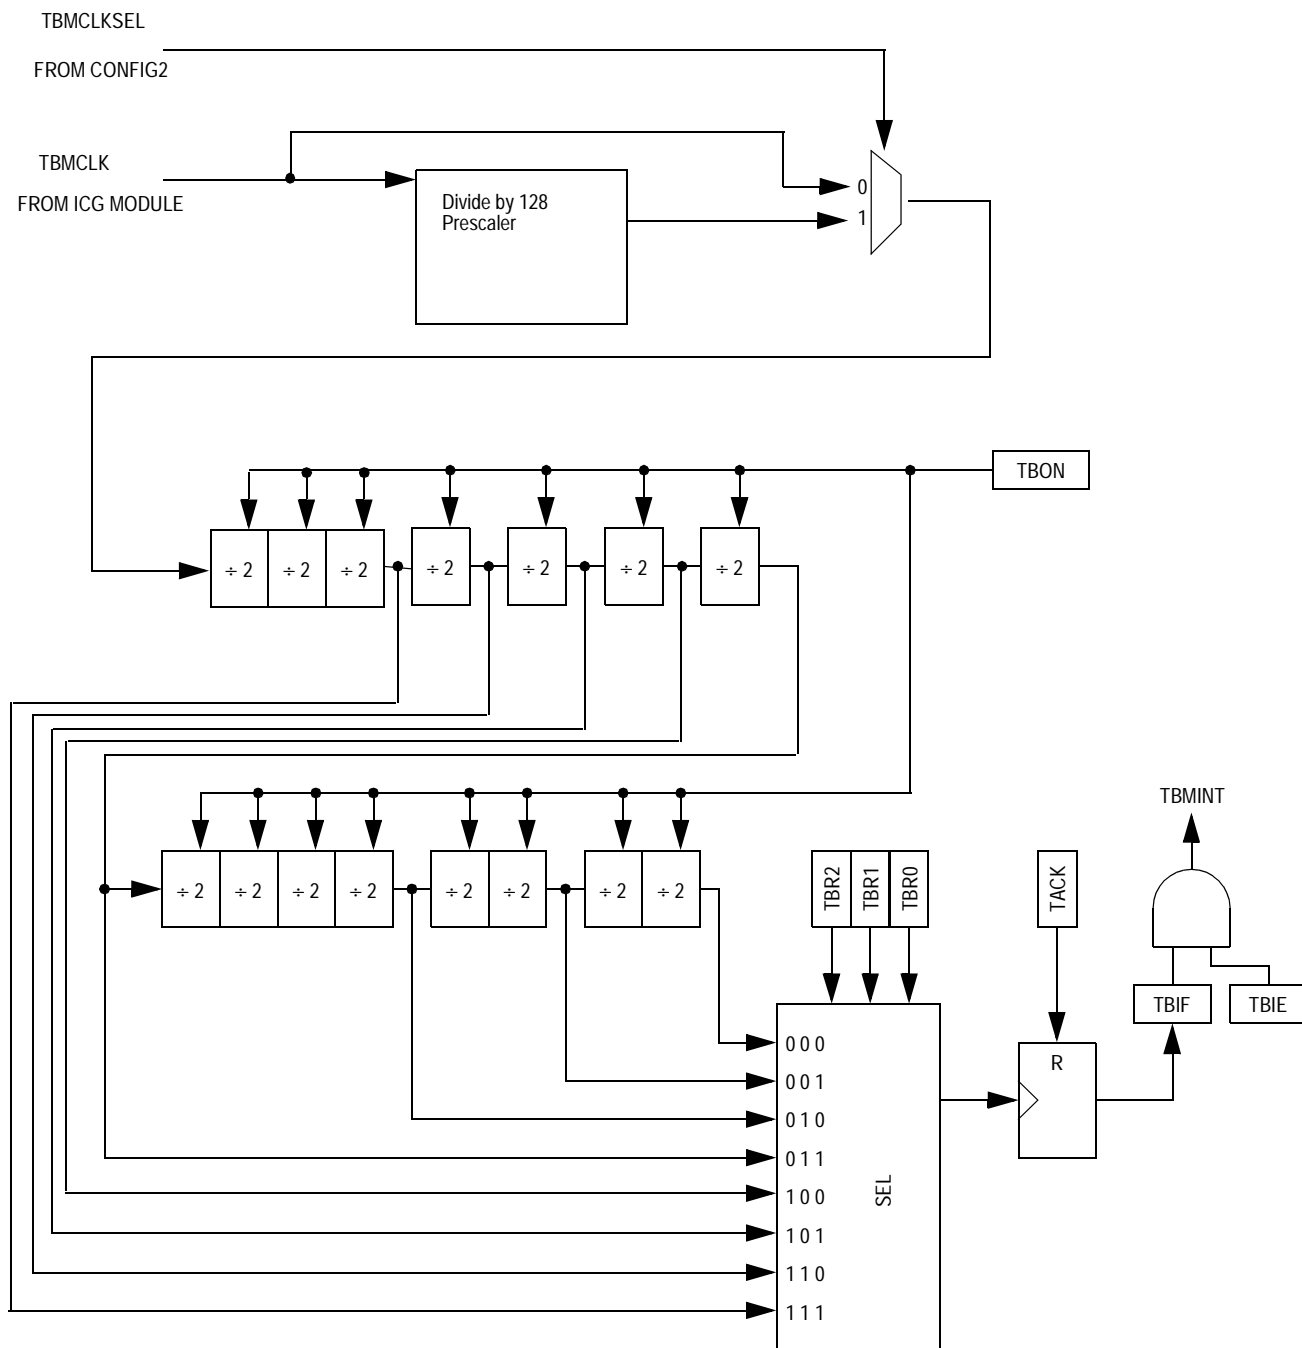 TBMCLKSEL
FROM CONFIG2
TBMCLK
FROM ICG MODULE
Divide by 128
Prescaler
0
1
TBON
÷ 2 ÷ 2 ÷ 2 ÷ 2 ÷ 2 ÷ 2 ÷ 2
TBMINT
÷ 2 ÷ 2 ÷ 2 ÷ 2 ÷ 2 ÷ 2 ÷ 2 ÷ 2
TBR2
TBR1
TBR0
TACK
TBIF
TBIE
R
SEL
0 0 0
0 0 1
0 1 0
0 1 1
1 0 0
1 0 1
1 1 0
1 1 1